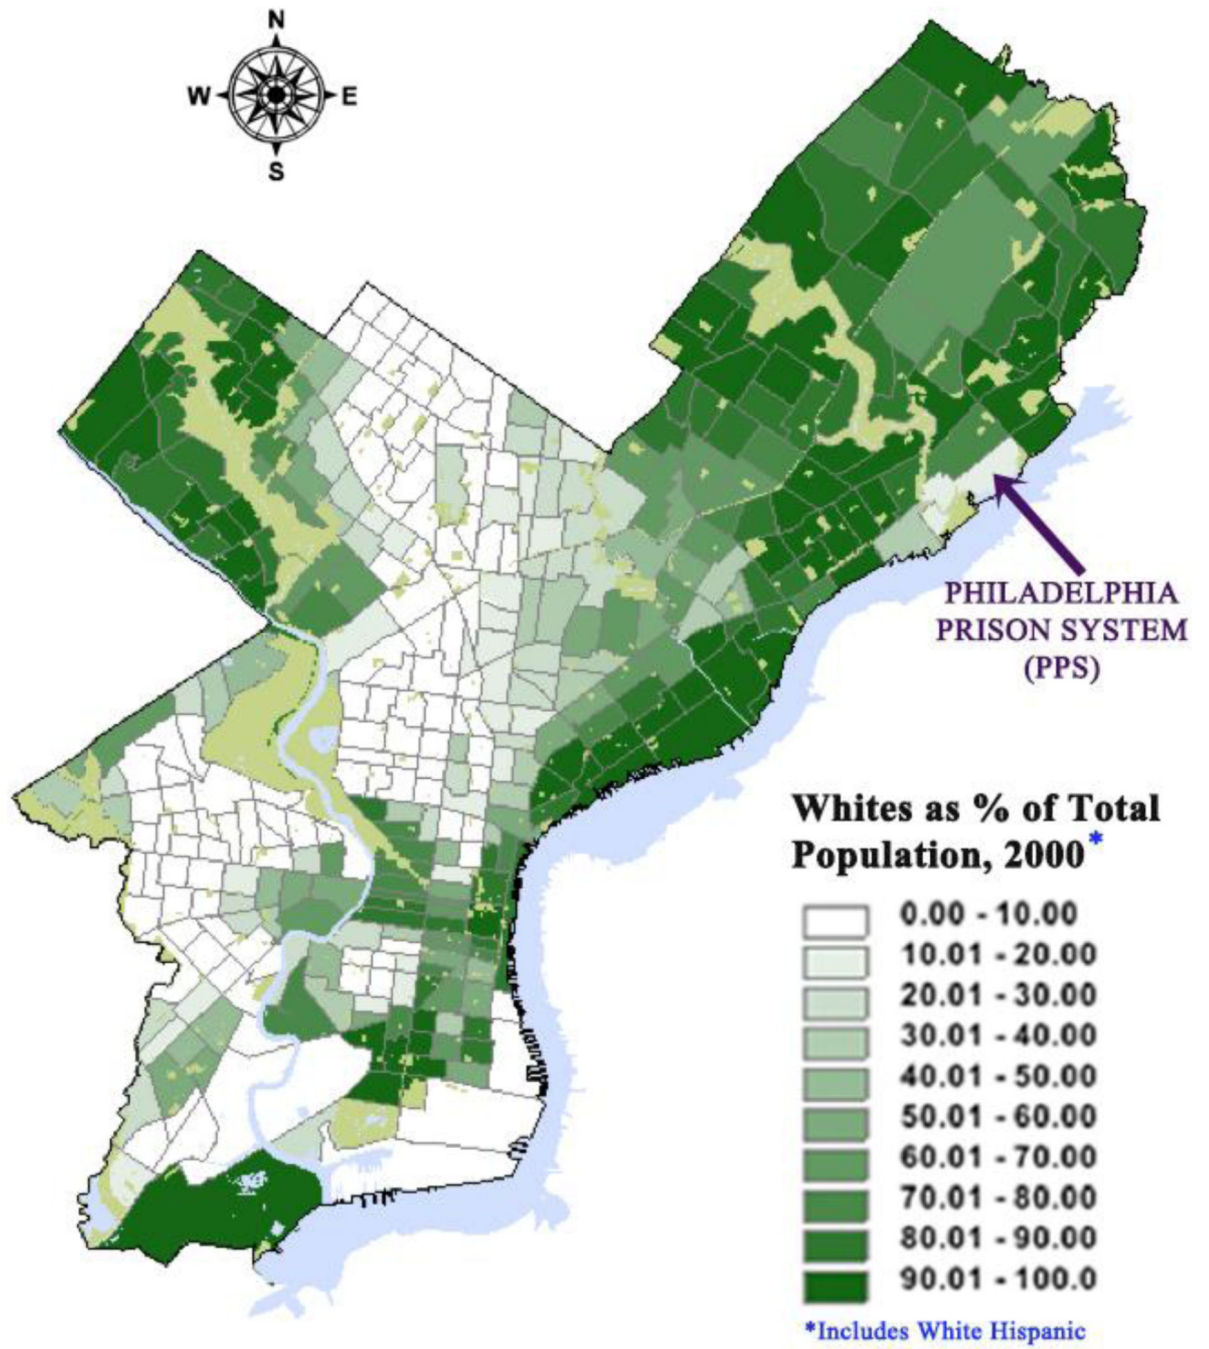 N
W E
S
PHILADELPHIA
PRISON SYSTEM
(PPS)
Whites as % of Total
Population, 2000*
0.00 - 10.00
10.01 - 20.00
20.01 - 30.00
30.01 - 40.00
40.01 - 50.00
50.01 - 60.00
60.01 - 70.00
70.01 - 80.00
80.01 - 90.00
90.01 - 100.0
*Includes White Hispanic